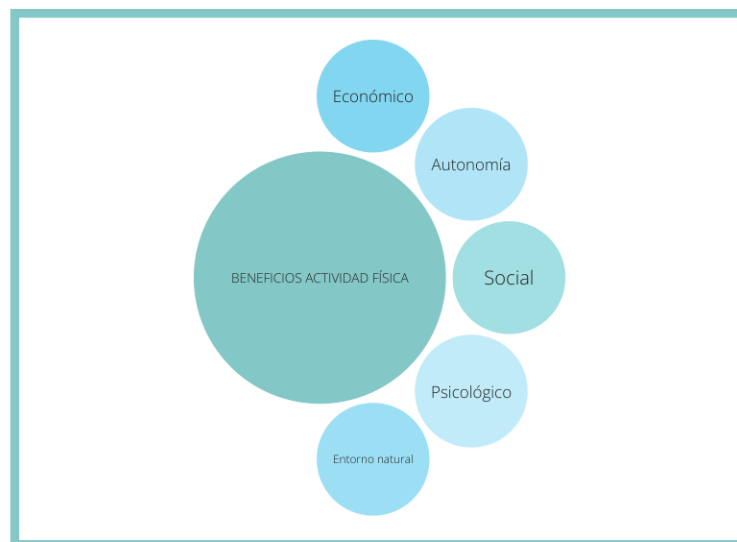 Económico
Autonomía
BENEFICIOS ACTIVIDAD FÍSICA
Social
Psicológico
Entorno natural